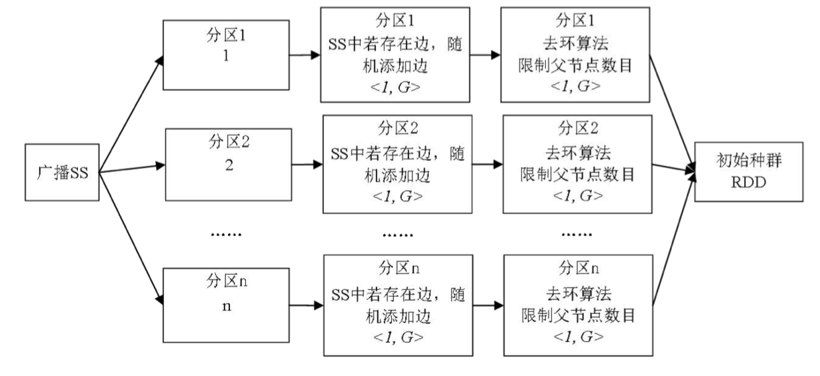 广播SS
分区1
1
分区1
SS中若存在边，随
机添加边
<1, G>
分区1
去环算法
限制父节点数目
<1, G>
分区2
2
分区2
SS中若存在边，随
机添加边
<1, G>
分区2
去环算法
限制父节点数目
<1, G>
……
……
……
分区n
n
分区n
SS中若存在边，随
机添加边
<1, G>
分区n
去环算法
限制父节点数目
<1, G>
初始种群
RDD